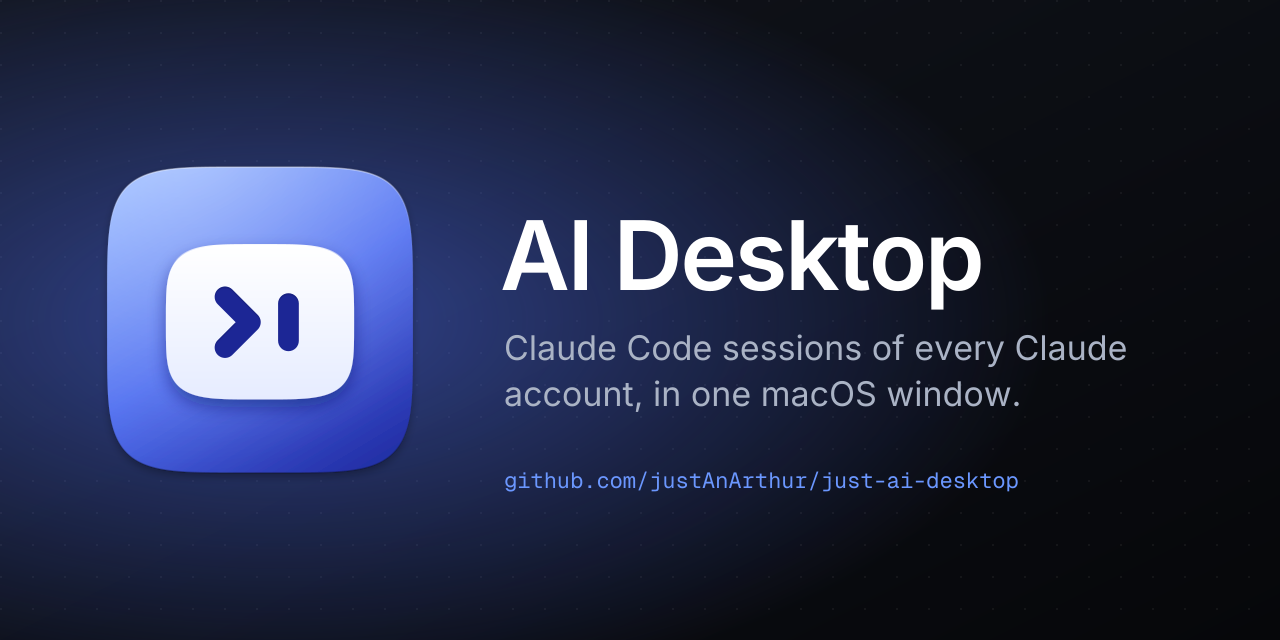 AI Desktop
Claude Code sessions of every Claude
account, in one macOS window.
github.com/justAnArthur/just-ai-desktop